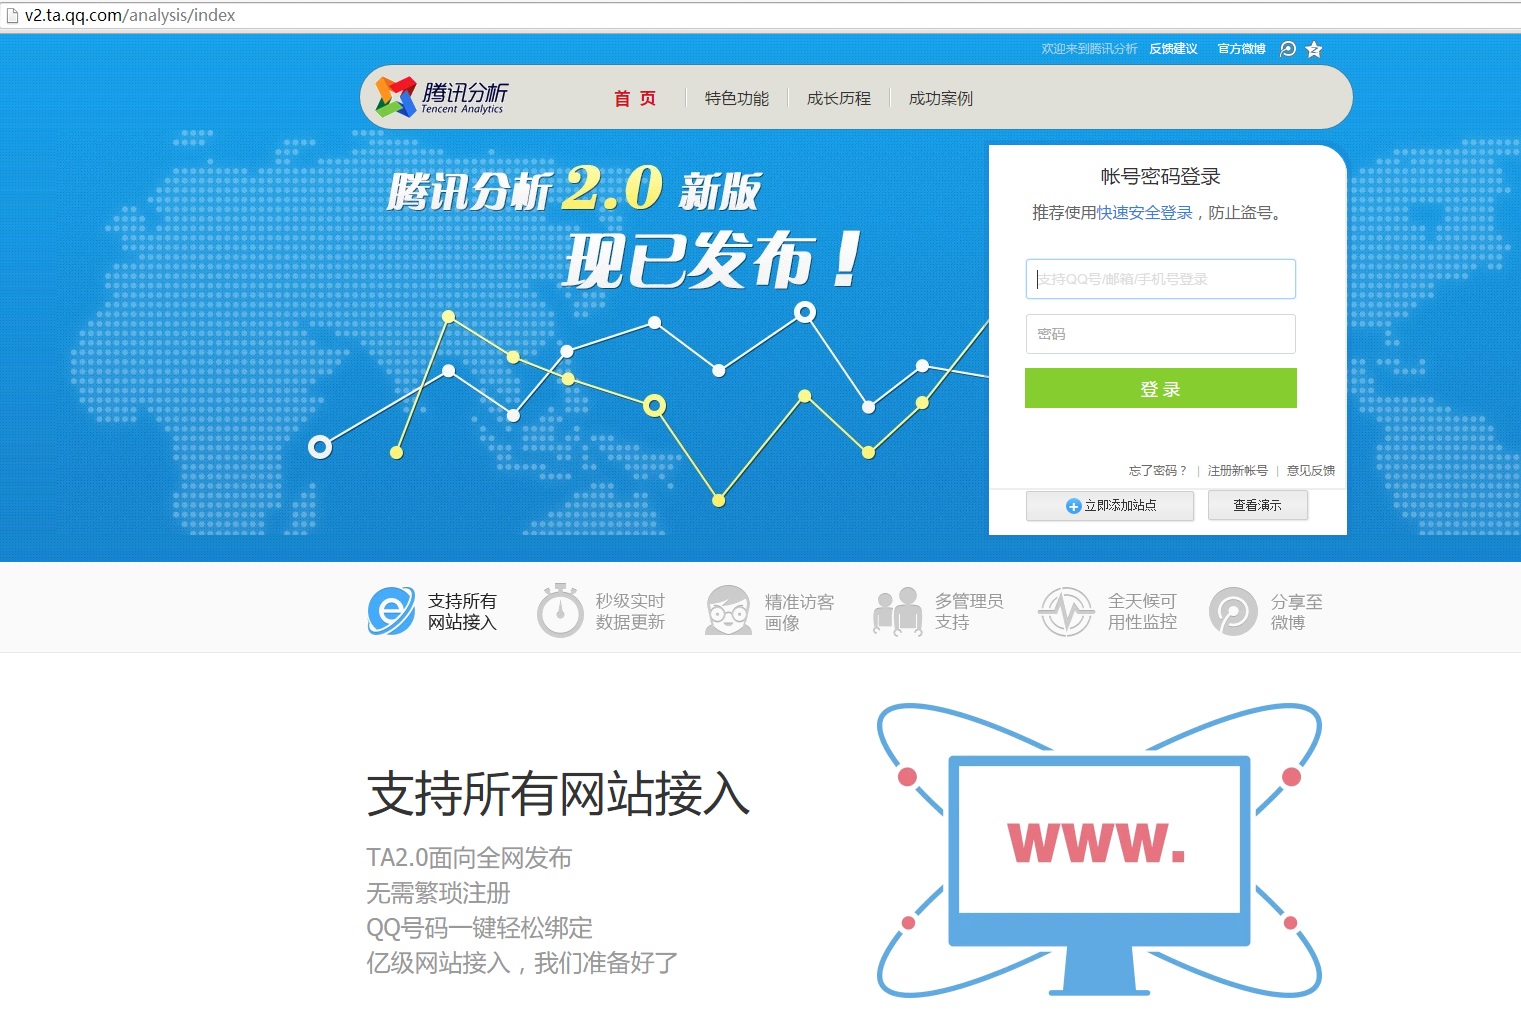 v2.ta.qq.com/analysis/index
欢迎来到腾讯分析 反馈建议 官方微博
腾讯分析
Tencent Analytics
首 页 特色功能 成长历程 成功案例
腾讯分析 2.0 新版
现已发布！
帐号密码登录
推荐使用快速安全登录，防止盗号。
支持QQ号/邮箱/手机号登录
密码
登 录
忘了密码？ | 注册新帐号 | 意见反馈
立即添加站点 查看演示
支持所有
网站接入
秒级实时
数据更新
精准访客
画像
多管理员
支持
全天候可
用性监控
分享至
微博
支持所有网站接入
TA2.0面向全网发布
无需繁琐注册
QQ号码一键轻松绑定
亿级网站接入，我们准备好了
www.